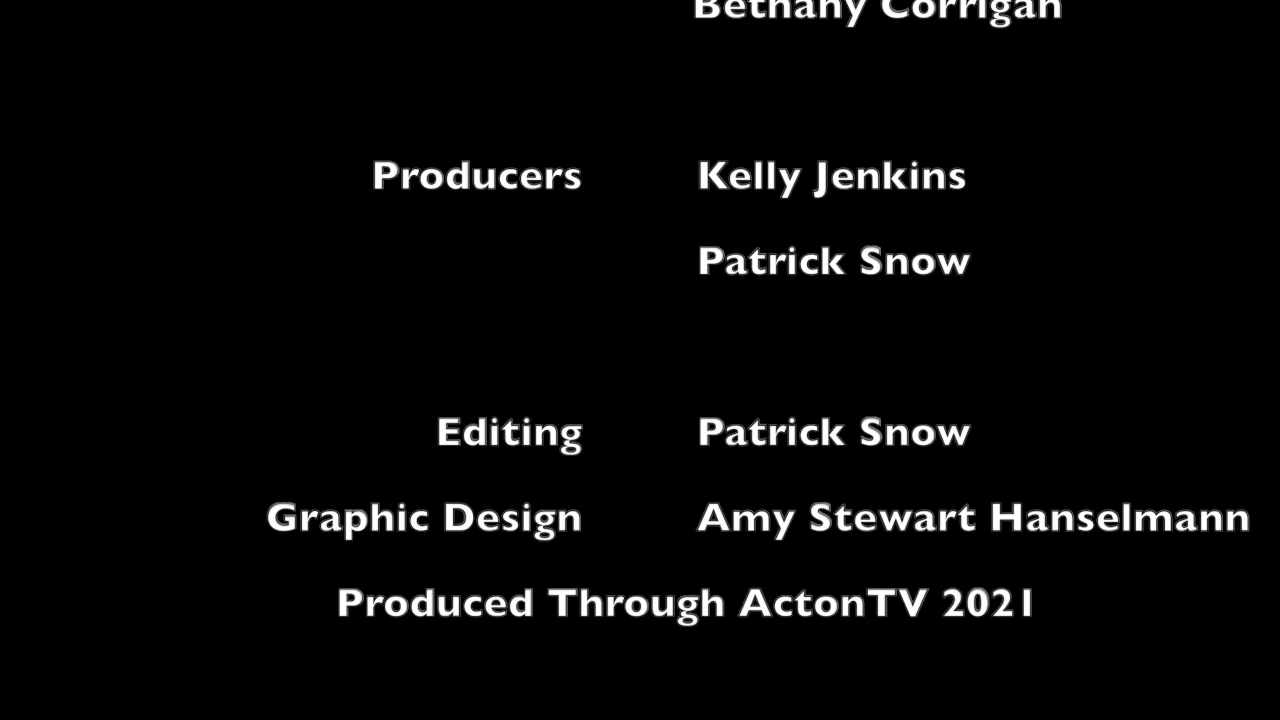 Bethany Corrigan
Producers Kelly Jenkins
Patrick Snow
Editing Patrick Snow
Graphic Design Amy Stewart Hanselmann
Produced Through ActonTV 2021